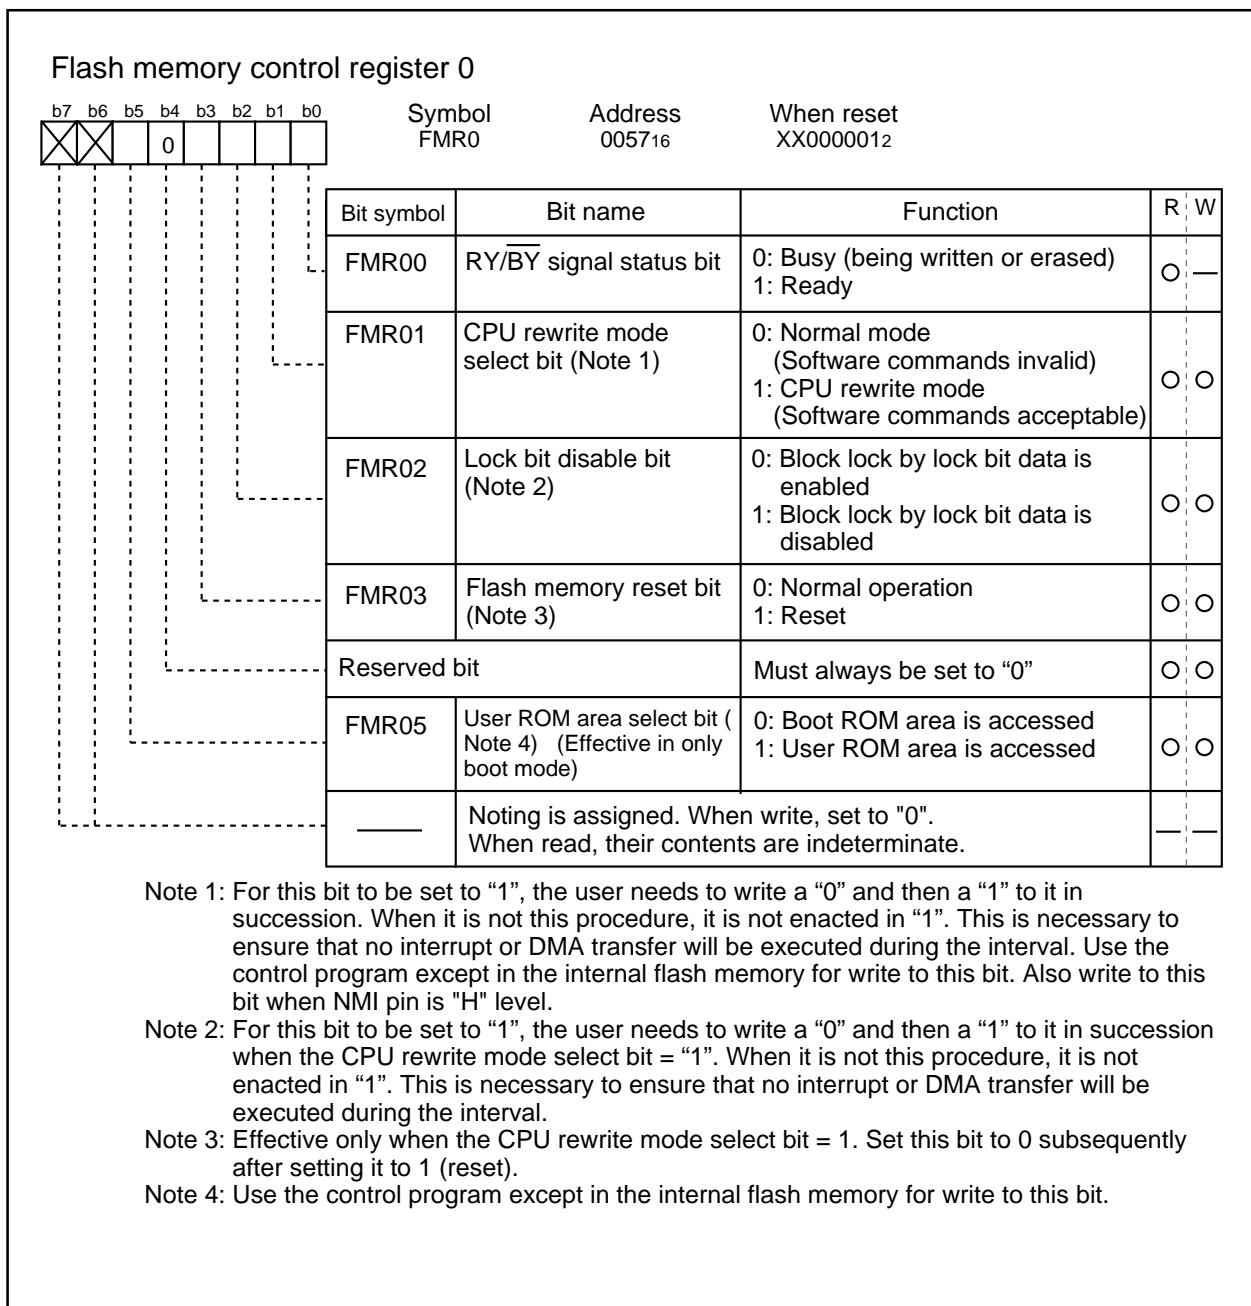 Flash memory control register 0
b7 b6 b5 b4 b3 b2 b1 b0
0
Symbol Address When reset
FMR0 005716 XX0000012
Bit symbol Bit name Function R W
FMR00 RY/BY signal status bit 0: Busy (being written or erased)
1: Ready
FMR01 CPU rewrite mode
select bit (Note 1)
0: Normal mode
(Software commands invalid)
1: CPU rewrite mode
(Software commands acceptable)
FMR02 Lock bit disable bit
(Note 2)
0: Block lock by lock bit data is
enabled
1: Block lock by lock bit data is
disabled
FMR03 Flash memory reset bit
(Note 3)
0: Normal operation
1: Reset
Reserved bit Must always be set to “0”
FMR05 User ROM area select bit (
Note 4) (Effective in only
boot mode)
0: Boot ROM area is accessed
1: User ROM area is accessed
Noting is assigned. When write, set to "0".
When read, their contents are indeterminate.
Note 1: For this bit to be set to “1”, the user needs to write a “0” and then a “1” to it in
succession. When it is not this procedure, it is not enacted in “1”. This is necessary to
ensure that no interrupt or DMA transfer will be executed during the interval. Use the
control program except in the internal flash memory for write to this bit. Also write to this
bit when NMI pin is "H" level.
Note 2: For this bit to be set to “1”, the user needs to write a “0” and then a “1” to it in succession
when the CPU rewrite mode select bit = “1”. When it is not this procedure, it is not
enacted in “1”. This is necessary to ensure that no interrupt or DMA transfer will be
executed during the interval.
Note 3: Effective only when the CPU rewrite mode select bit = 1. Set this bit to 0 subsequently
after setting it to 1 (reset).
Note 4: Use the control program except in the internal flash memory for write to this bit.